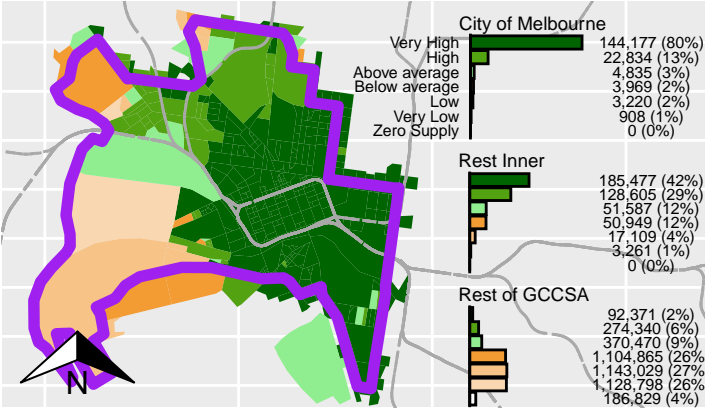 City of Melbourne
Very High 144,177 (80%)
High 22,834 (13%)
Above average 4,835 (3%)
Below average 3,969 (2%)
Low 3,220 (2%)
Very Low 908 (1%)
Zero Supply 0 (0%)
Rest Inner
185,477 (42%)
128,605 (29%)
51,587 (12%)
50,949 (12%)
17,109 (4%)
3,261 (1%)
0 (0%)
Rest of GCCSA
92,371 (2%)
274,340 (6%)
370,470 (9%)
1,104,865 (26%)
1,143,029 (27%)
1,128,798 (26%)
186,829 (4%)
N